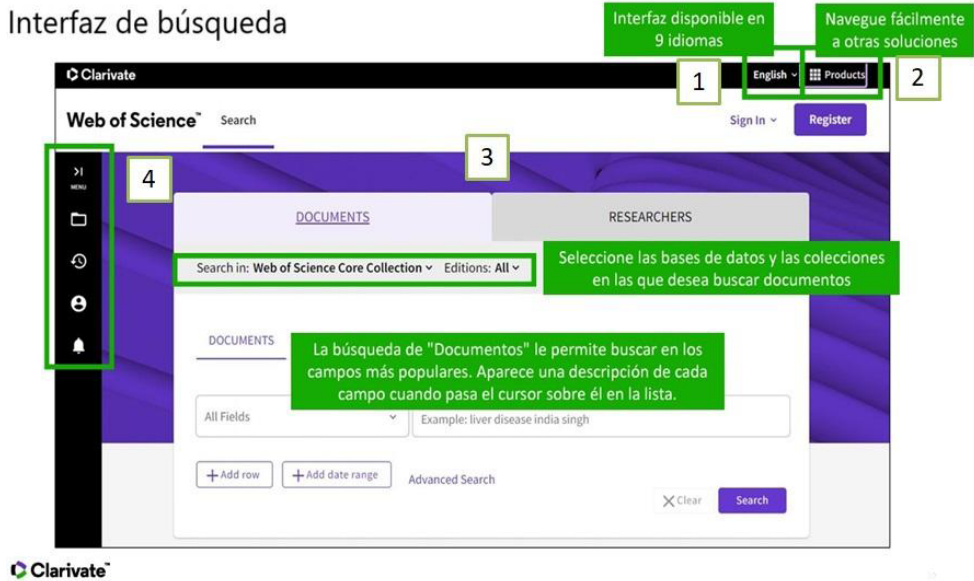 Interfaz de búsqueda
Interfaz disponible en
9 idiomas
Navegue fácilmente
a otras soluciones
Clarivate
1
English
Products
2
Web of Science™
Search
Sign In
Register
MENU
4
3
DOCUMENTS
RESEARCHERS
Search in: Web of Science Core Collection Editions: All
Seleccione las bases de datos y las colecciones
en las que desea buscar documentos
DOCUMENTS
La búsqueda de "Documentos" le permite buscar en los
campos más populares. Aparece una descripción de cada
campo cuando pasa el cursor sobre él en la lista.
All Fields
Example: liver disease india singh
+ Add row
+ Add date range
Advanced Search
× Clear
Search
Clarivate™